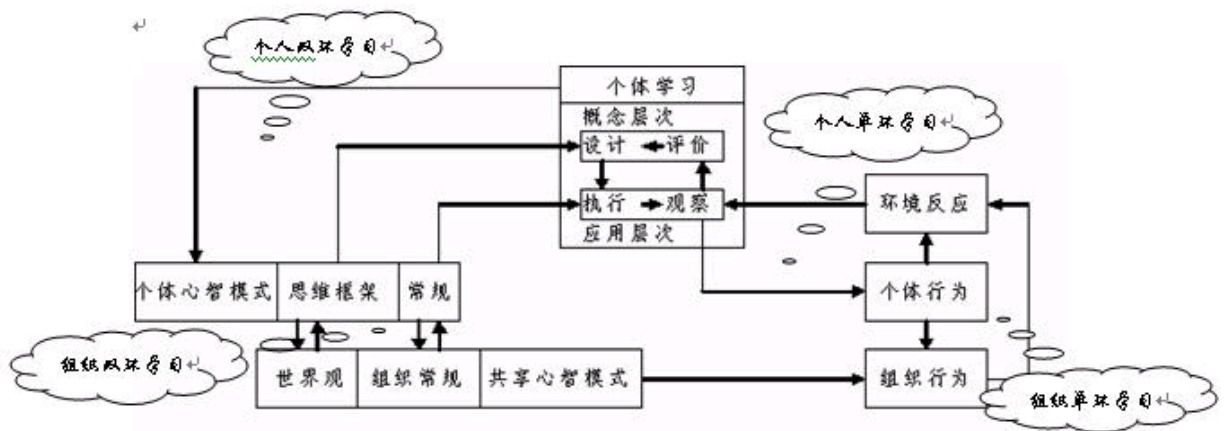 个人双环学习
个体学习
概念层次
设计 评价
执行 观察
应用层次
个人单环学习
环境反应
个体心智模式 思维框架 常规
个体行为
组织双环学习
世界观 组织常规 共享心智模式
组织行为
组织单环学习